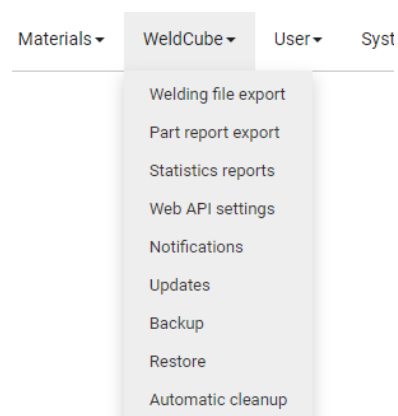 Materials WeldCube User Syst
Welding file export
Part report export
Statistics reports
Web API settings
Notifications
Updates
Backup
Restore
Automatic cleanup